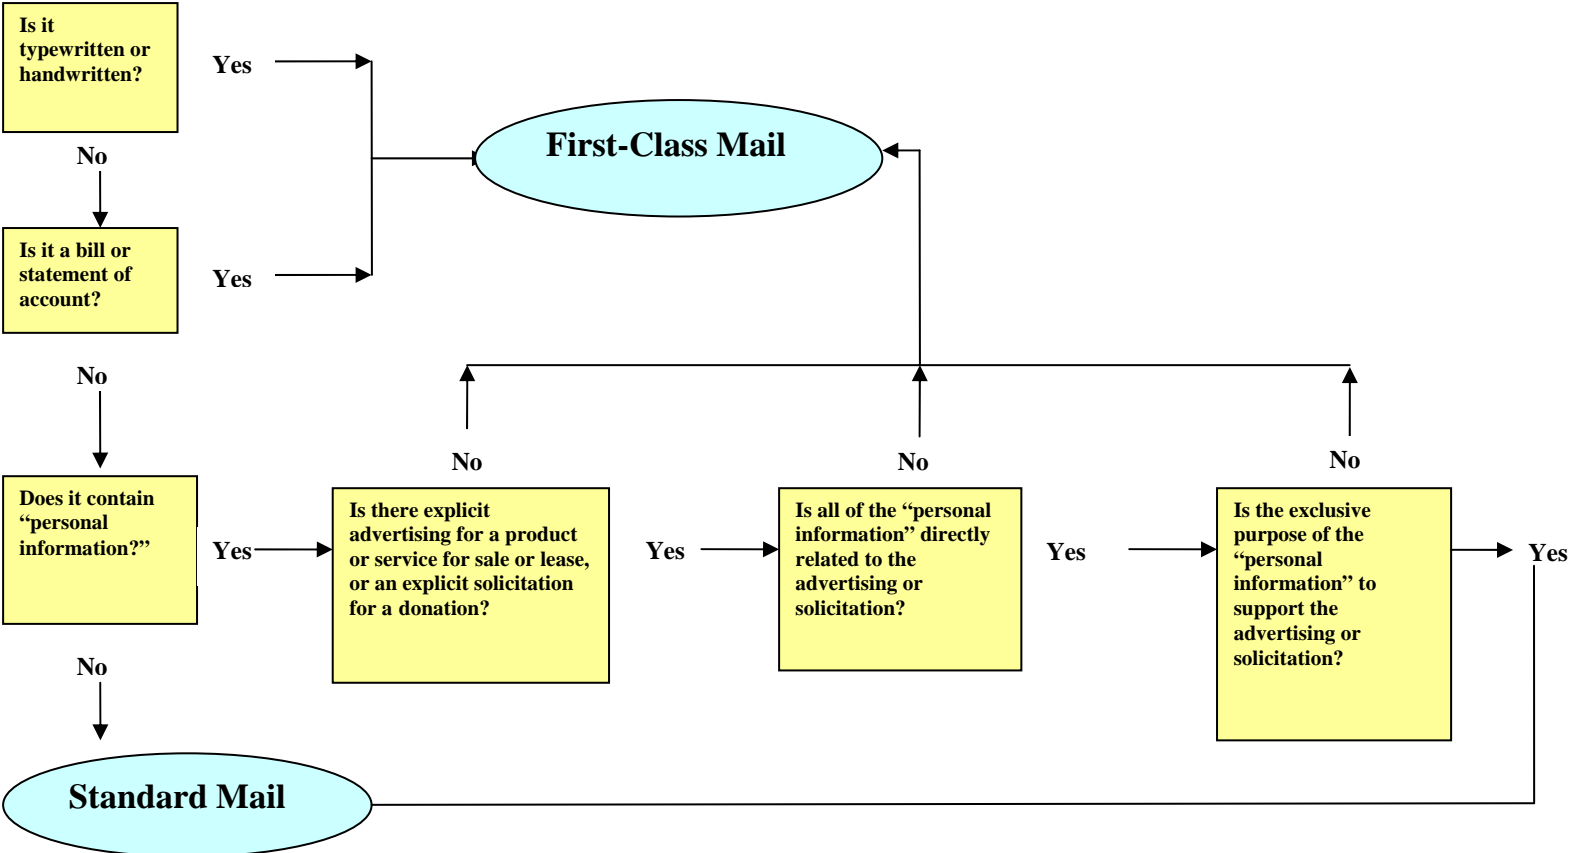 Is it
typewritten or
handwritten?
Yes
First-Class Mail
No
Is it a bill or
statement of
account?
Yes
No
No
No
No
Does it contain
“personal
information?”
Yes
Is there explicit
advertising for a product
or service for sale or lease,
or an explicit solicitation
for a donation?
Yes
Is all of the “personal
information” directly
related to the
advertising or
solicitation?
Yes
Is the exclusive
purpose of the
“personal
information” to
support the
advertising or
solicitation?
Yes
No
Standard Mail